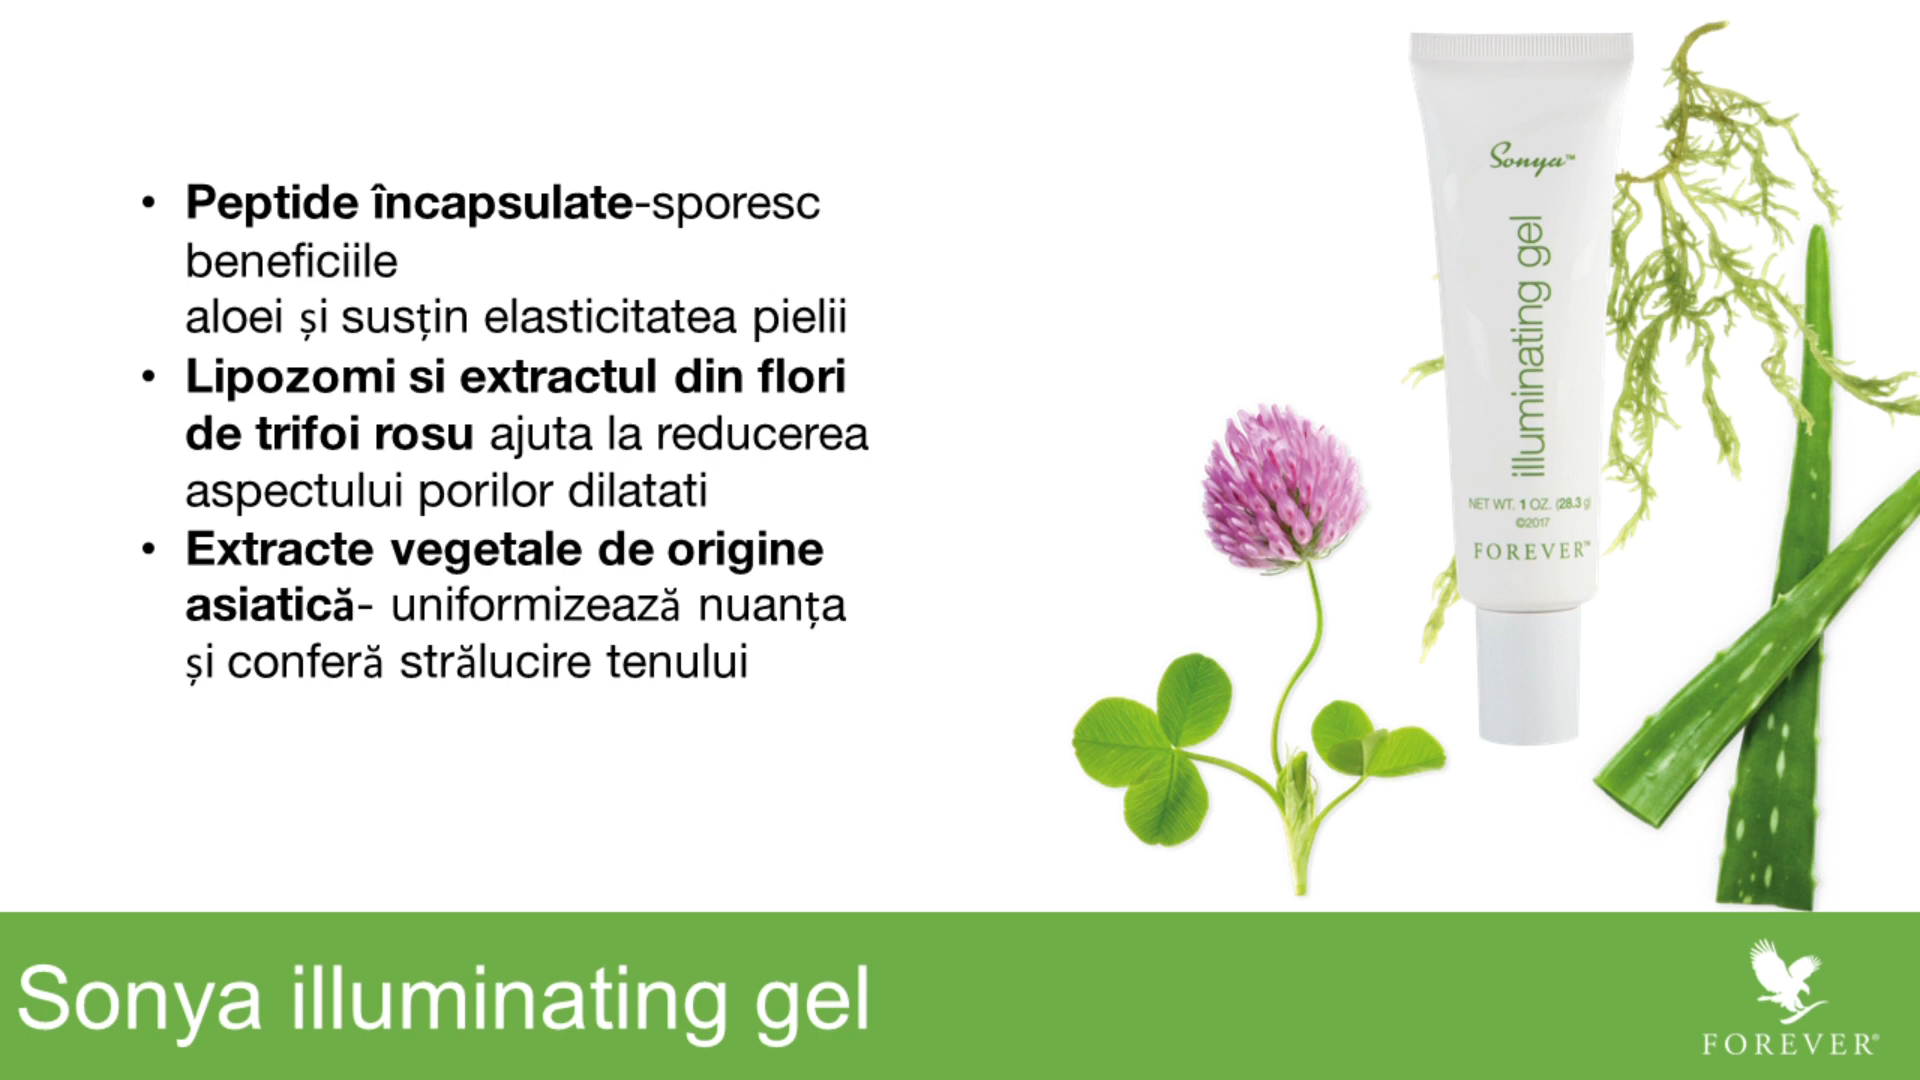 • Peptide încapsulate-sporesc
beneficiile
aloei și susțin elasticitatea pielii
• Lipozomi si extractul din flori
de trifoi rosu ajuta la reducerea
aspectului porilor dilatati
• Extracte vegetale de origine
asiatică- uniformizează nuanța
și conferă strălucire tenului
Sonya™
illuminating gel
NET WT. 1 OZ. (28.3 g)
©2017
FOREVER™
Sonya illuminating gel
FOREVER®